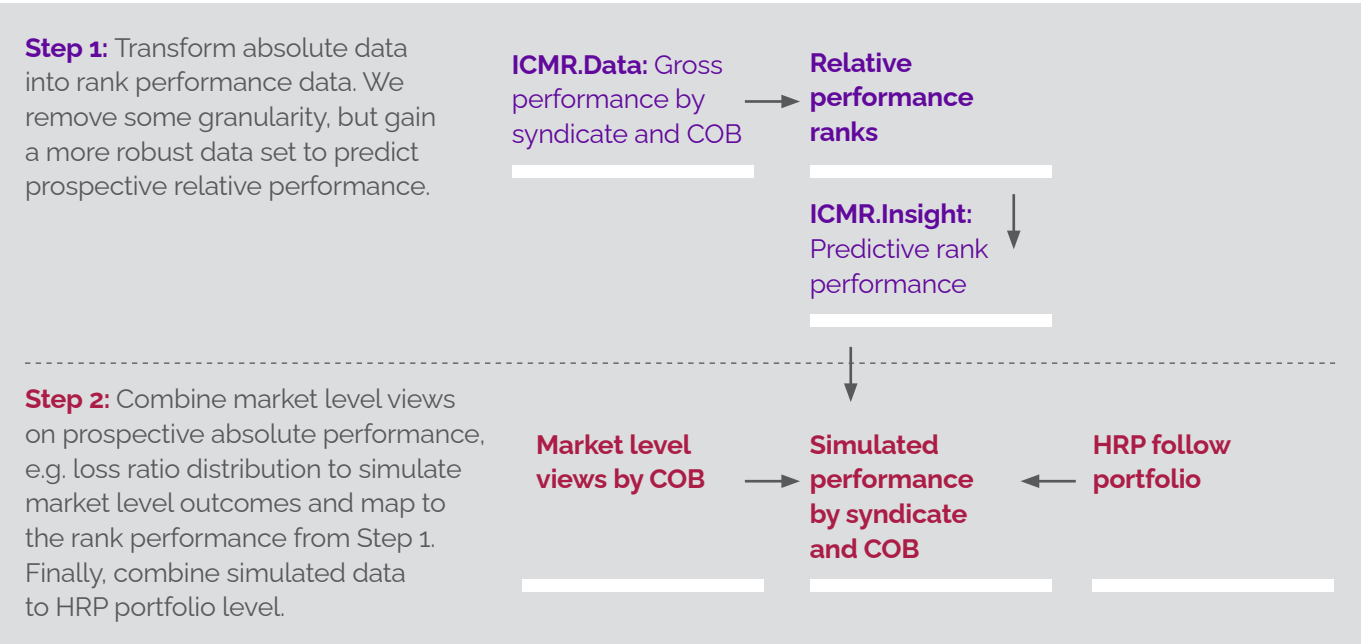 Step 1: Transform absolute data
into rank performance data. We
remove some granularity, but gain
a more robust data set to predict
prospective relative performance.
ICMR.Data: Gross
performance by
syndicate and COB
Relative
performance
ranks
ICMR.Insight:
Predictive rank
performance
Step 2: Combine market level views
on prospective absolute performance,
e.g. loss ratio distribution to simulate
market level outcomes and map to
the rank performance from Step 1.
Finally, combine simulated data
to HRP portfolio level.
Market level
views by COB
Simulated
performance
by syndicate
and COB
HRP follow
portfolio